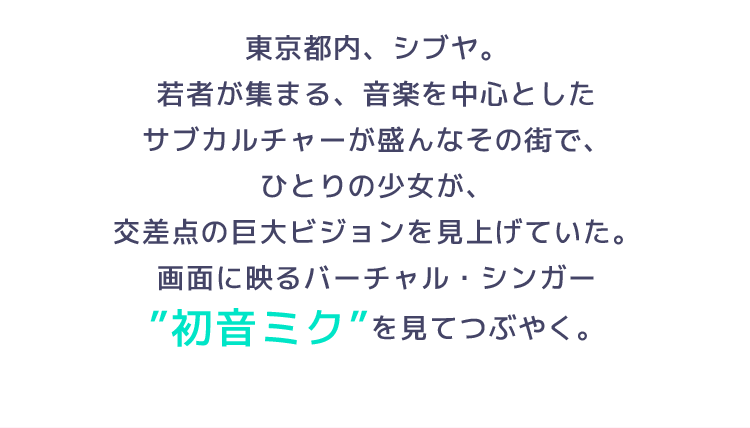 東京都内、シブヤ。
若者が集まる、音楽を中心とした
サブカルチャーが盛んなその街で、
ひとりの少女が、
交差点の巨大ビジョンを見上げていた。
画面に映るバーチャル・シンガー
”初音ミク”を見てつぶやく。